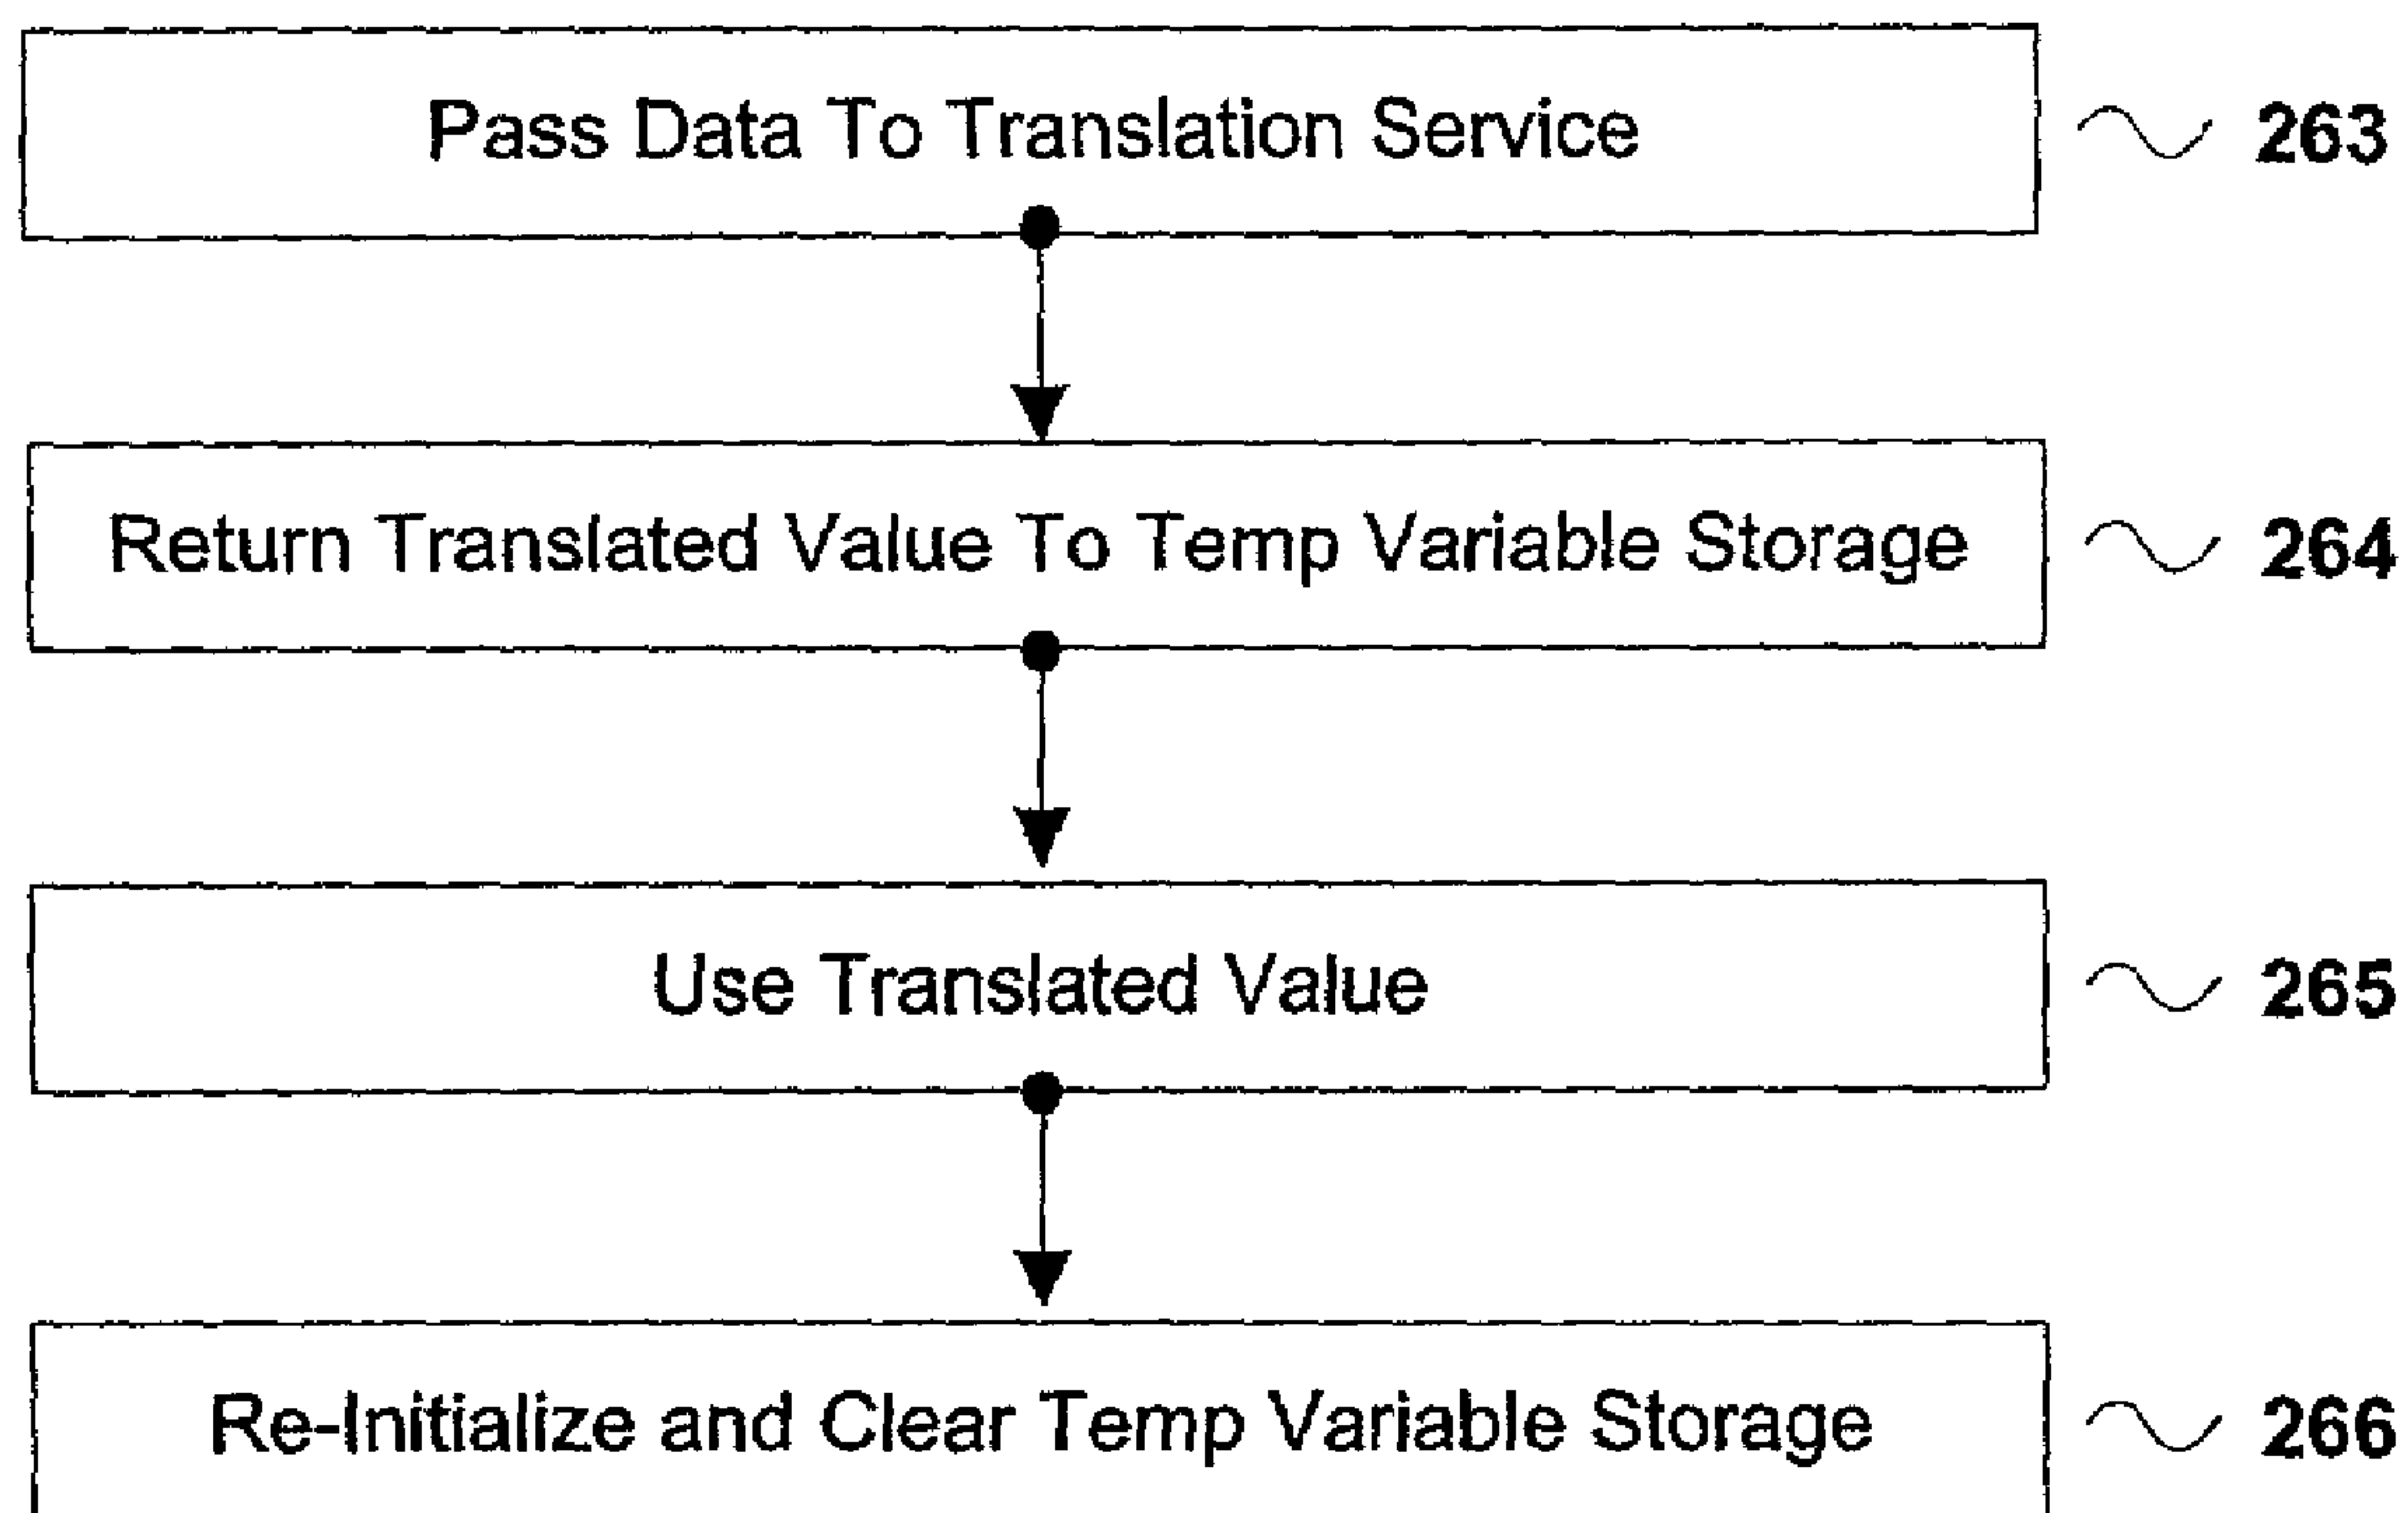 Pass Data To Translation Service 263
Return Translated Value To Temp Variable Storage 264
Use Translated Value 265
Re-Initialize and Clear Temp Variable Storage 266